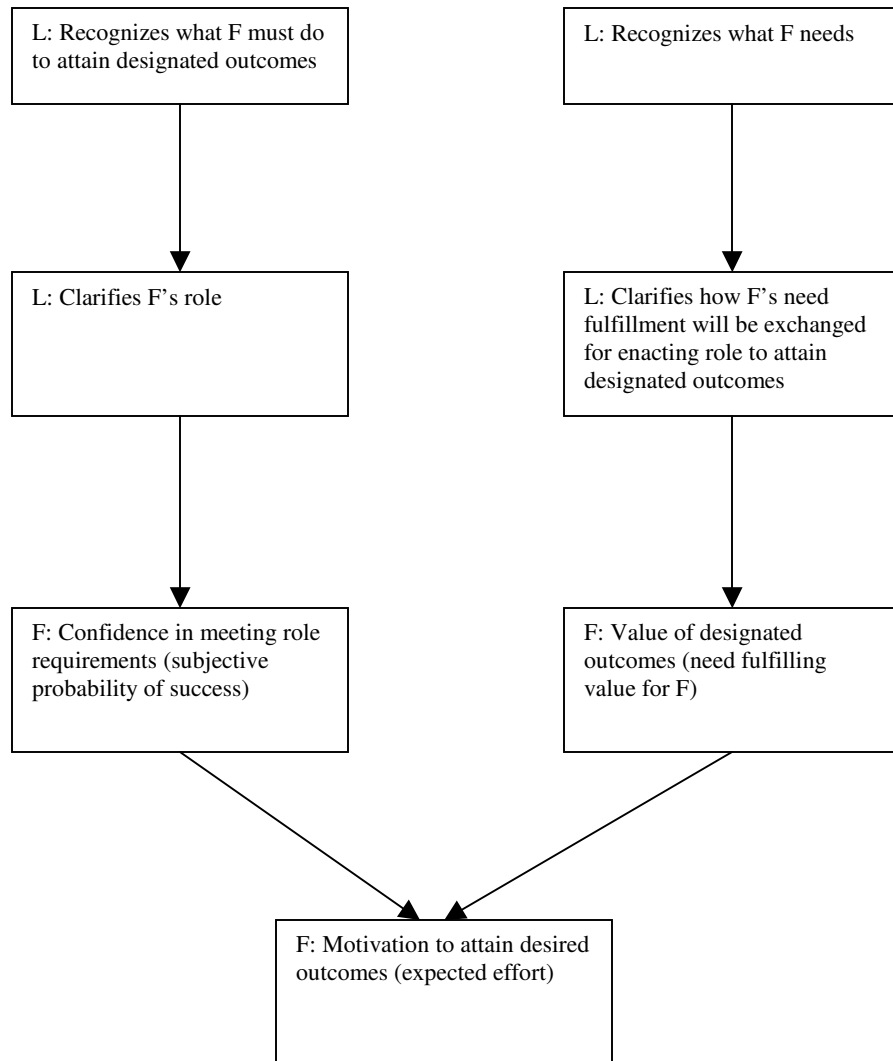 L: Recognizes what F must do
to attain designated outcomes
L: Recognizes what F needs
L: Clarifies F’s role
L: Clarifies how F’s need
fulfillment will be exchanged
for enacting role to attain
designated outcomes
F: Confidence in meeting role
requirements (subjective
probability of success)
F: Value of designated
outcomes (need fulfilling
value for F)
F: Motivation to attain desired
outcomes (expected effort)